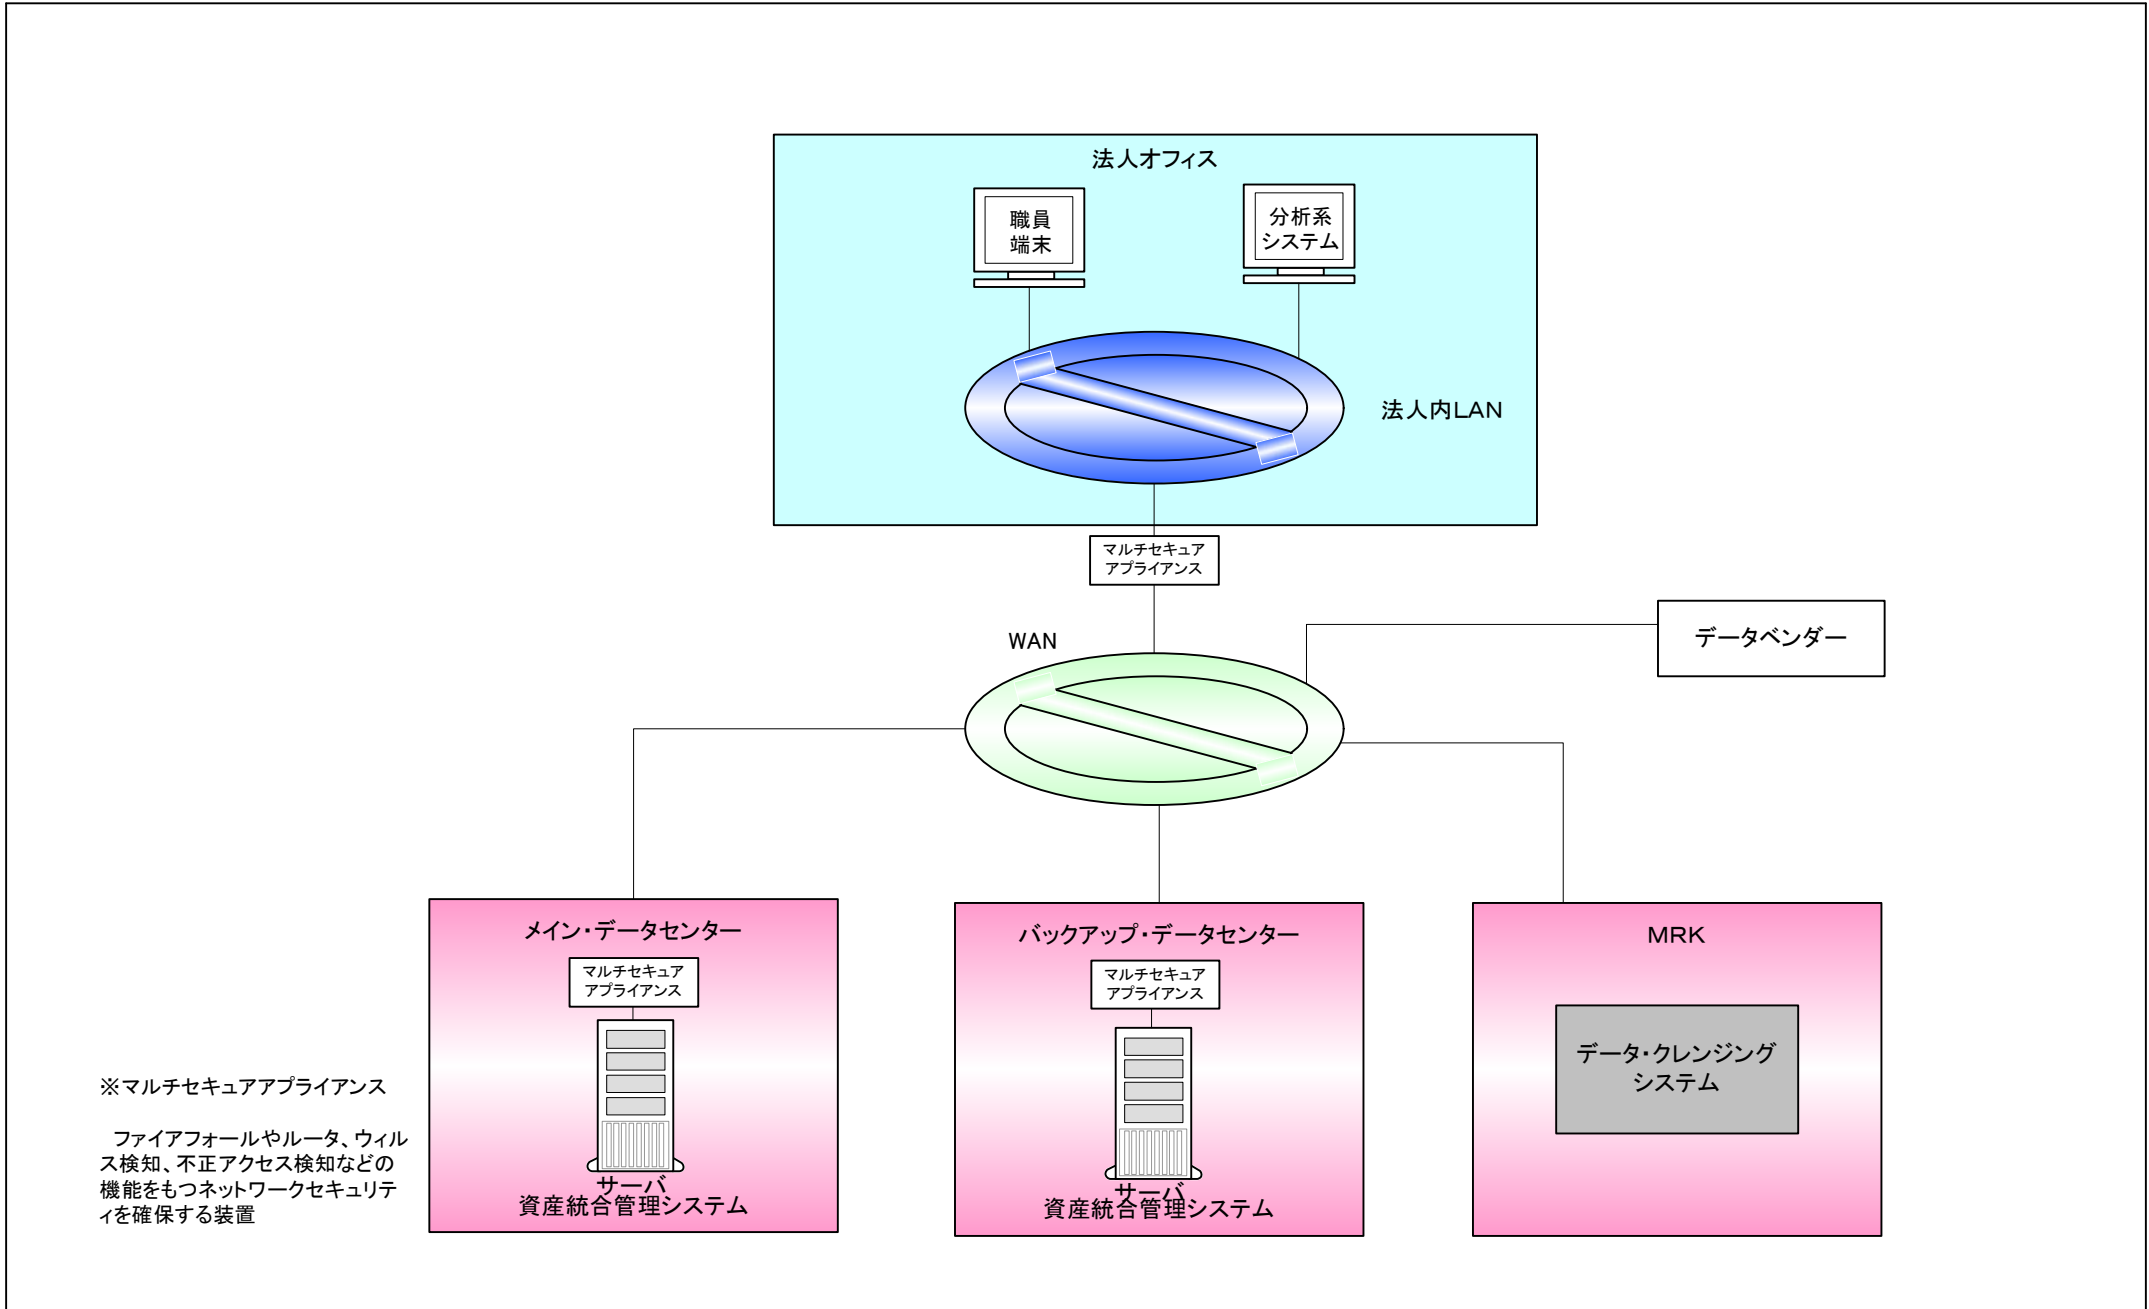 法人オフィス
職員
端末
分析系
システム
法人内LAN
マルチセキュア
アプライアンス
WAN
データベンダー
メイン・データセンター
マルチセキュア
アプライアンス
サーバ
資産統合管理システム
バックアップ・データセンター
マルチセキュア
アプライアンス
サーバ
資産統合管理システム
MRK
データ・クレンジング
システム
※マルチセキュアアプライアンス
ファイアフォールやルータ、ウィル
ス検知、不正アクセス検知などの
機能をもつネットワークセキュリテ
ィを確保する装置